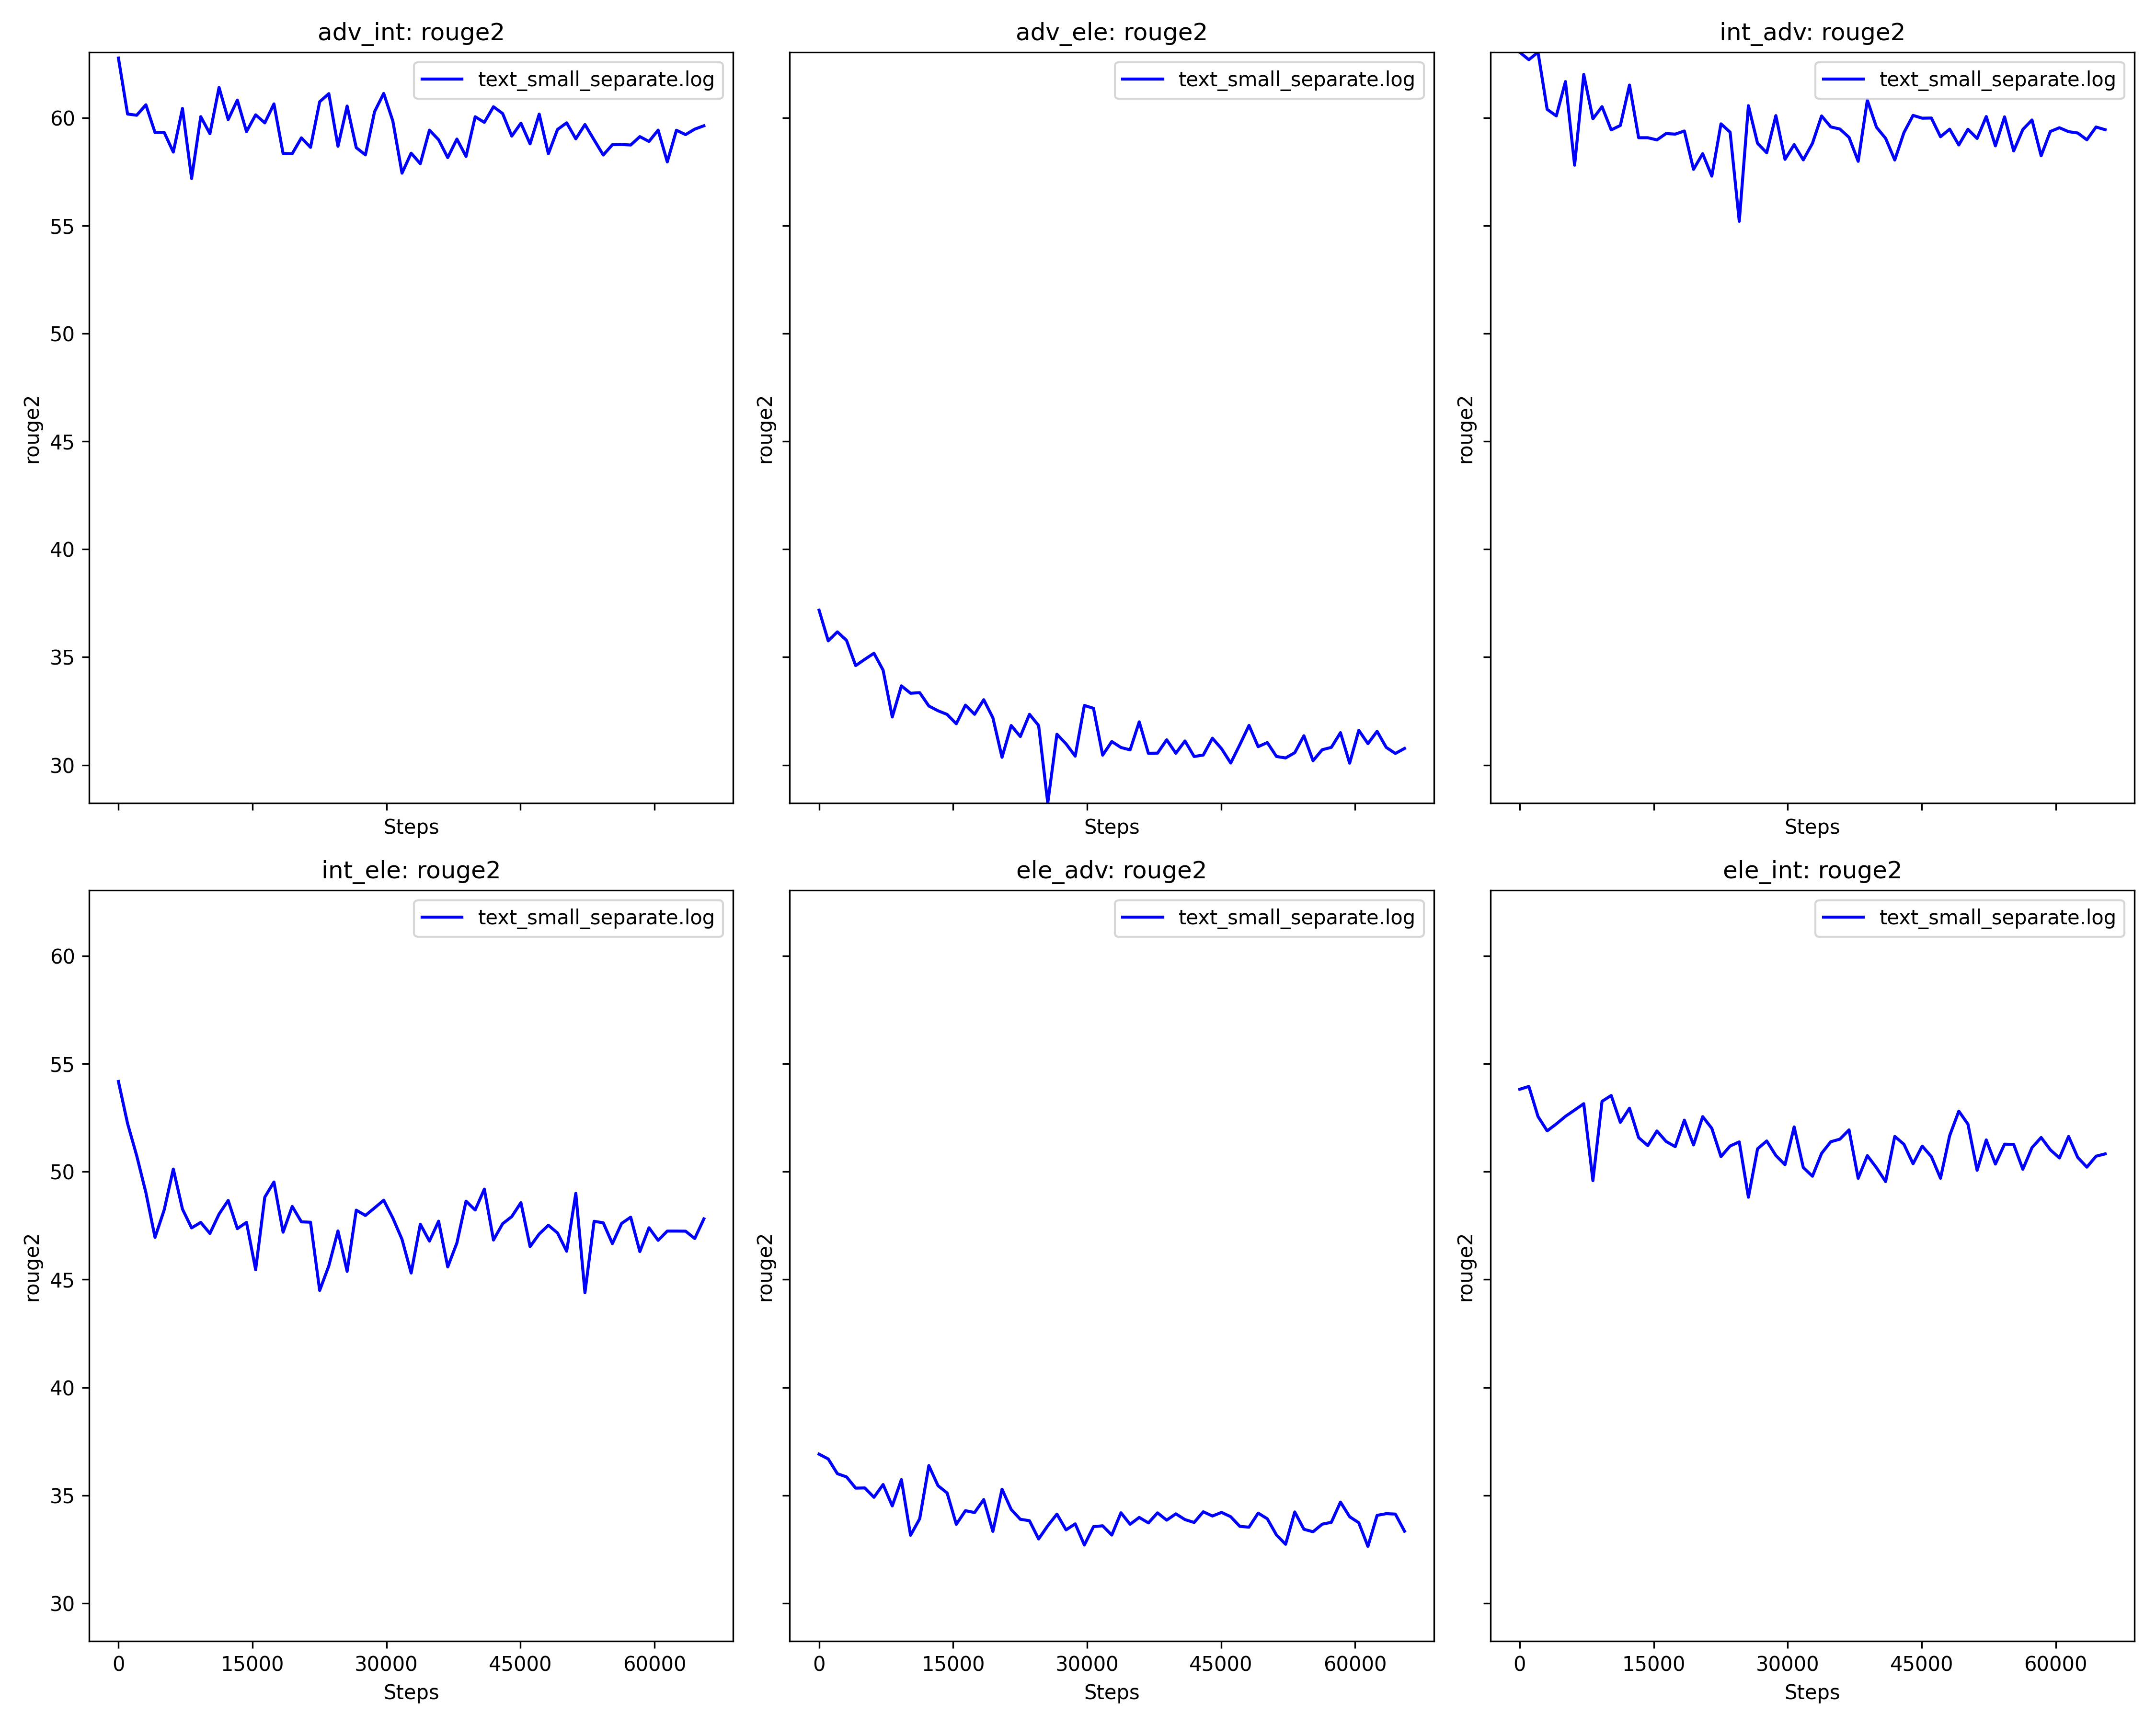 adv_int: rouge2
text_small_separate.log
60
55
50
45
40
35
30
rouge2
Steps
adv_ele: rouge2
text_small_separate.log
rouge2
Steps
int_adv: rouge2
text_small_separate.log
rouge2
Steps
int_ele: rouge2
text_small_separate.log
60
55
50
45
40
35
30
rouge2
0 15000 30000 45000 60000
Steps
ele_adv: rouge2
text_small_separate.log
rouge2
0 15000 30000 45000 60000
Steps
ele_int: rouge2
text_small_separate.log
rouge2
0 15000 30000 45000 60000
Steps